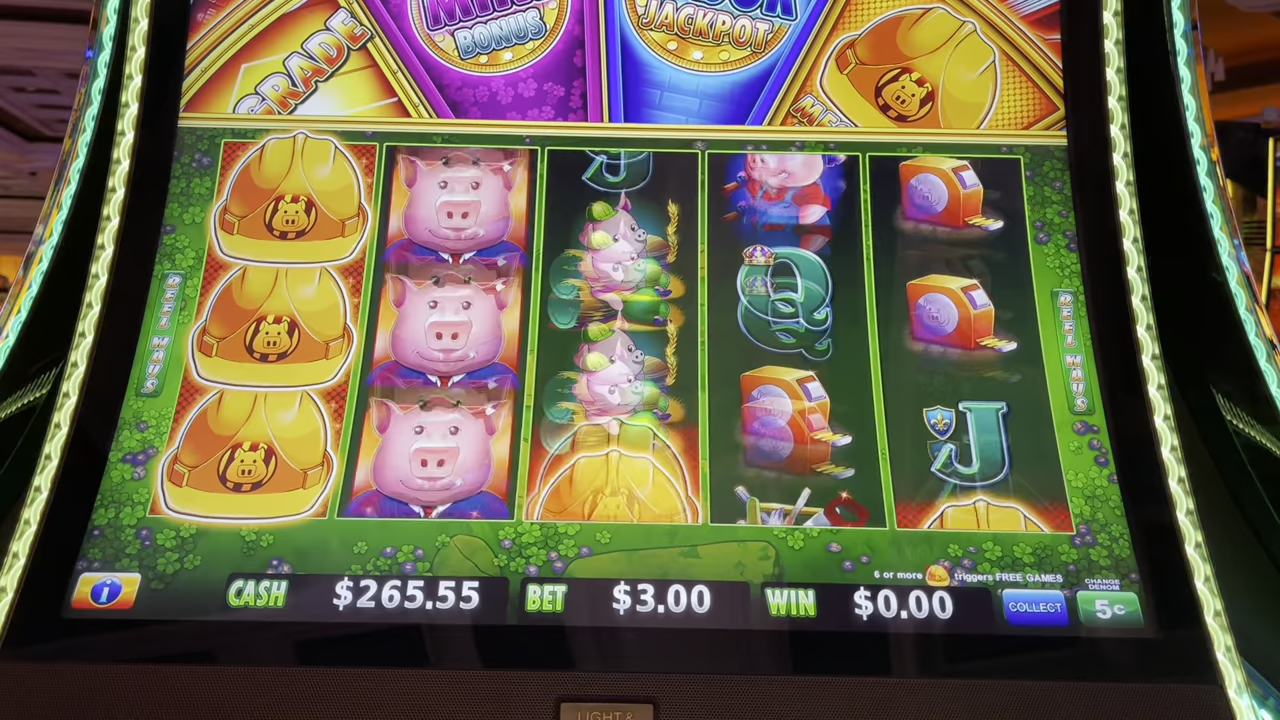 GRADE
BONUS
JACKPOT
REEL WAYS
REEL WAYS
J
Q
J
6 or more triggers FREE GAMES
CHANGE
DENOM
CASH $265.55 BET $3.00 WIN $0.00 COLLECT 5¢
LIGHT &